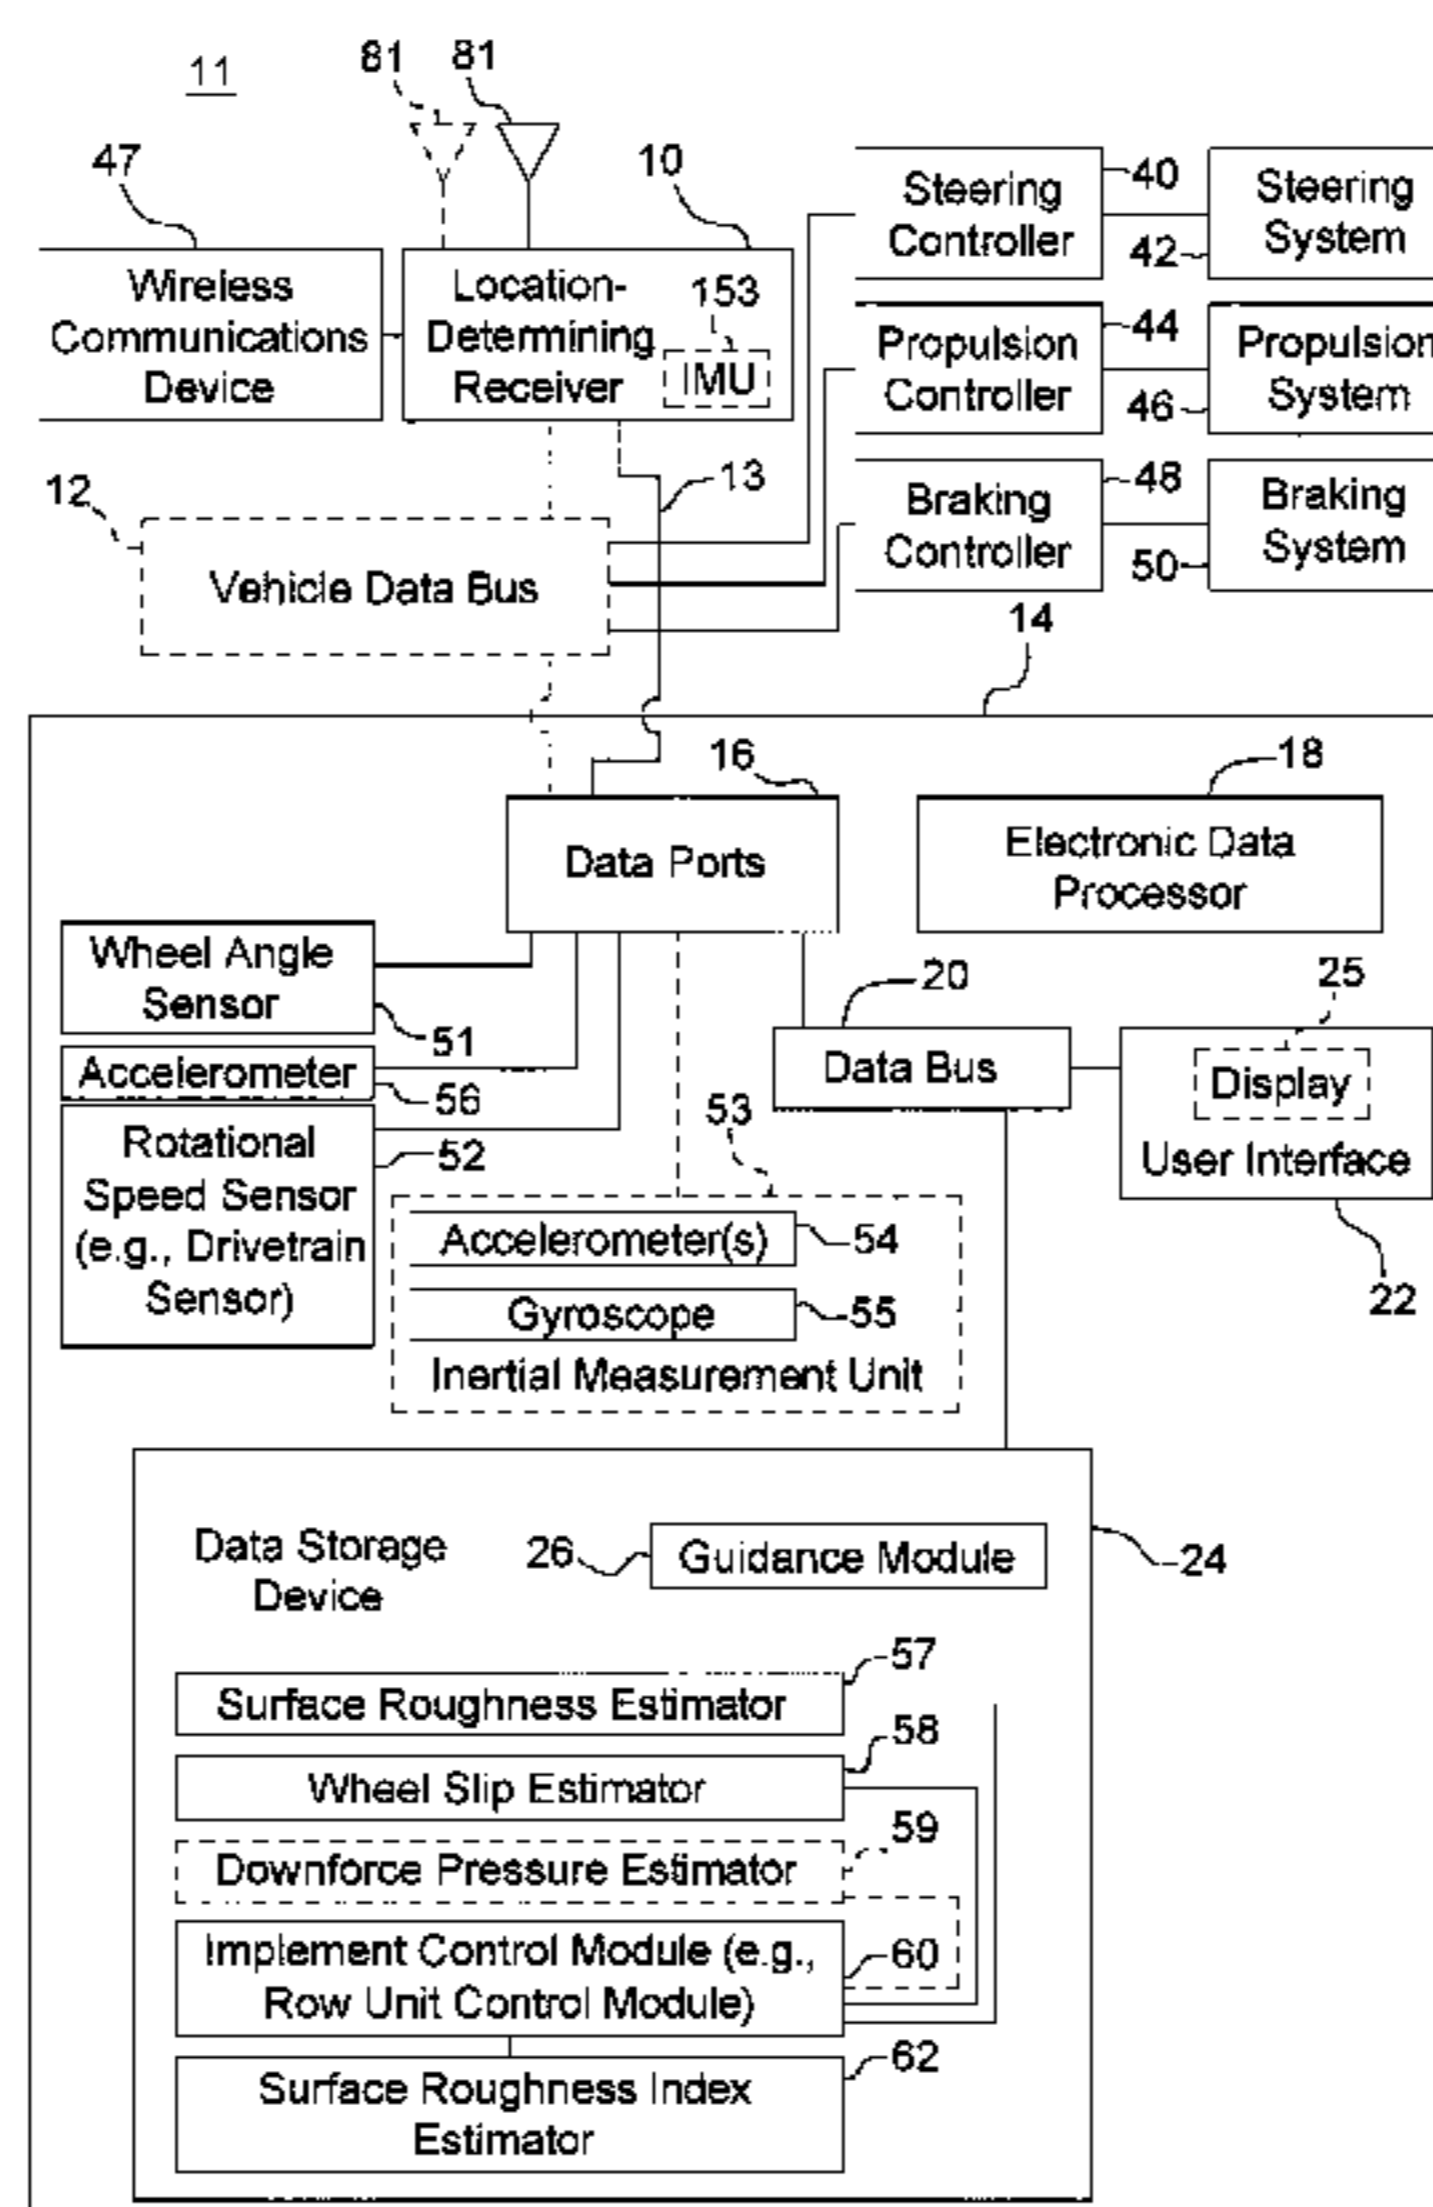 11
81
81
47
10
Wireless
Communications
Device
Location-
Determining
Receiver
153
IMU
Steering
Controller
40
42
Steering
System
Propulsion
Controller
44
46
Propulsion
System
Braking
Controller
48
50
Braking
System
12
13
Vehicle Data Bus
14
16
18
Data Ports
Electronic Data
Processor
Wheel Angle
Sensor
51
20
25
Accelerometer
56
Data Bus
Display
User Interface
22
Rotational
Speed Sensor
(e.g., Drivetrain
Sensor)
52
53
Accelerometer(s)
54
Gyroscope
55
Inertial Measurement Unit
Data Storage
Device
26
Guidance Module
24
57
Surface Roughness Estimator
58
Wheel Slip Estimator
59
Downforce Pressure Estimator
Implement Control Module (e.g.,
Row Unit Control Module)
60
62
Surface Roughness Index
Estimator